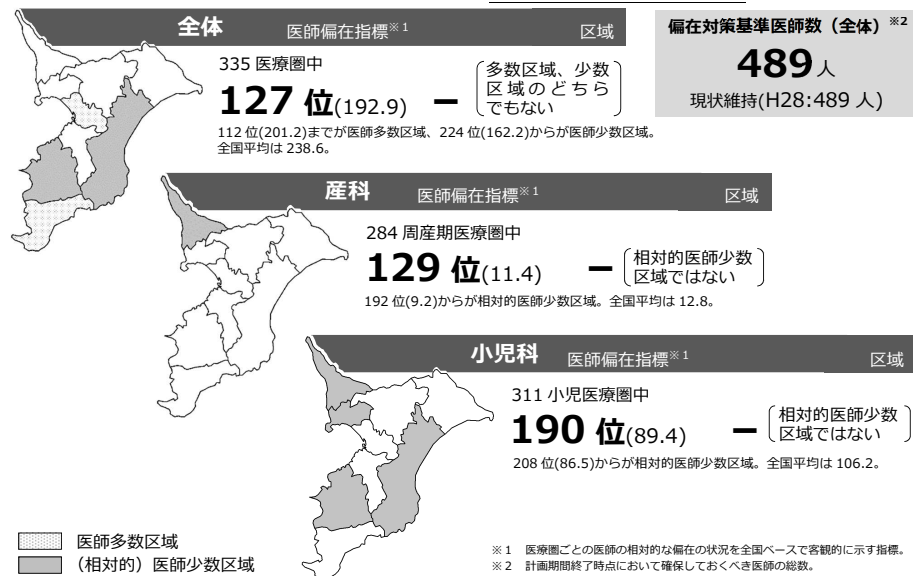 全体 医師偏在指標※1 区域
335 医療圏中
127 位(192.9) ー 多数区域、少数
区域のどちら
でもない
112 位(201.2)までが医師多数区域、224 位(162.2)からが医師少数区域。
全国平均は 238.6。
偏在対策基準医師数（全体）※2
489人
現状維持(H28:489 人)
産科 医師偏在指標※1 区域
284 周産期医療圏中
129 位(11.4) ー 相対的医師少数
区域ではない
192 位(9.2)からが相対的医師少数区域。全国平均は 12.8。
小児科 医師偏在指標※1 区域
311 小児医療圏中
190 位(89.4) ー 相対的医師少数
区域ではない
208 位(86.5)からが相対的医師少数区域。全国平均は 106.2。
医師多数区域
（相対的）医師少数区域
※1 医療圏ごとの医師の相対的な偏在の状況を全国ベースで客観的に示す指標。
※2 計画期間終了時点において確保しておくべき医師の総数。